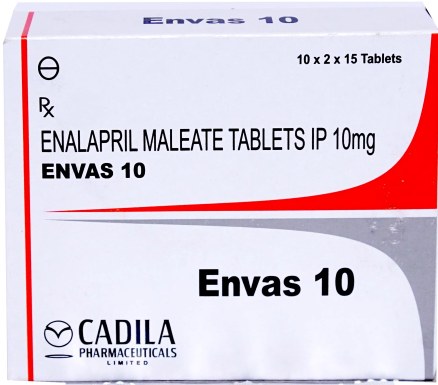 Envas 10
10 x 2 x 15 Tablets
Rx
ENALAPRIL MALEATE TABLETS IP 10mg
ENVAS 10
Envas 10
CADILA
PHARMACEUTICALS
LIMITED